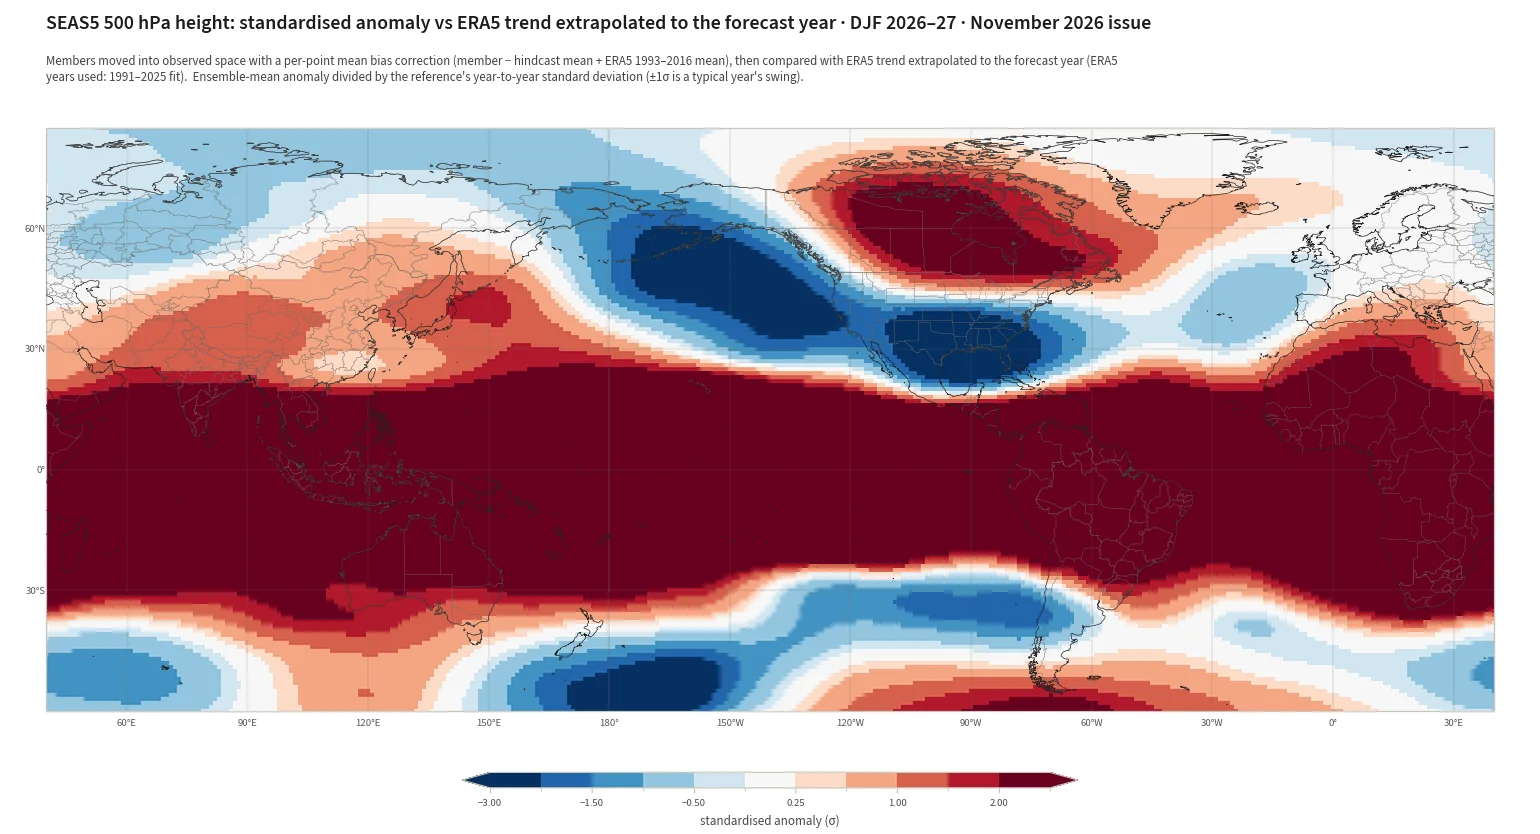 SEAS5 500 hPa height: standardised anomaly vs ERA5 trend extrapolated to the forecast year · DJF 2026–27 · November 2026 issue
Members moved into observed space with a per-point mean bias correction (member − hindcast mean + ERA5 1993–2016 mean), then compared with ERA5 trend extrapolated to the forecast year (ERA5
years used: 1991–2025 fit). Ensemble-mean anomaly divided by the reference's year-to-year standard deviation (±1σ is a typical year's swing).
60°N
30°N
0°
30°S
60°E 90°E 120°E 150°E 180° 150°W 120°W 90°W 60°W 30°W 0° 30°E
−3.00 −1.50 −0.50 0.25 1.00 2.00
standardised anomaly (σ)